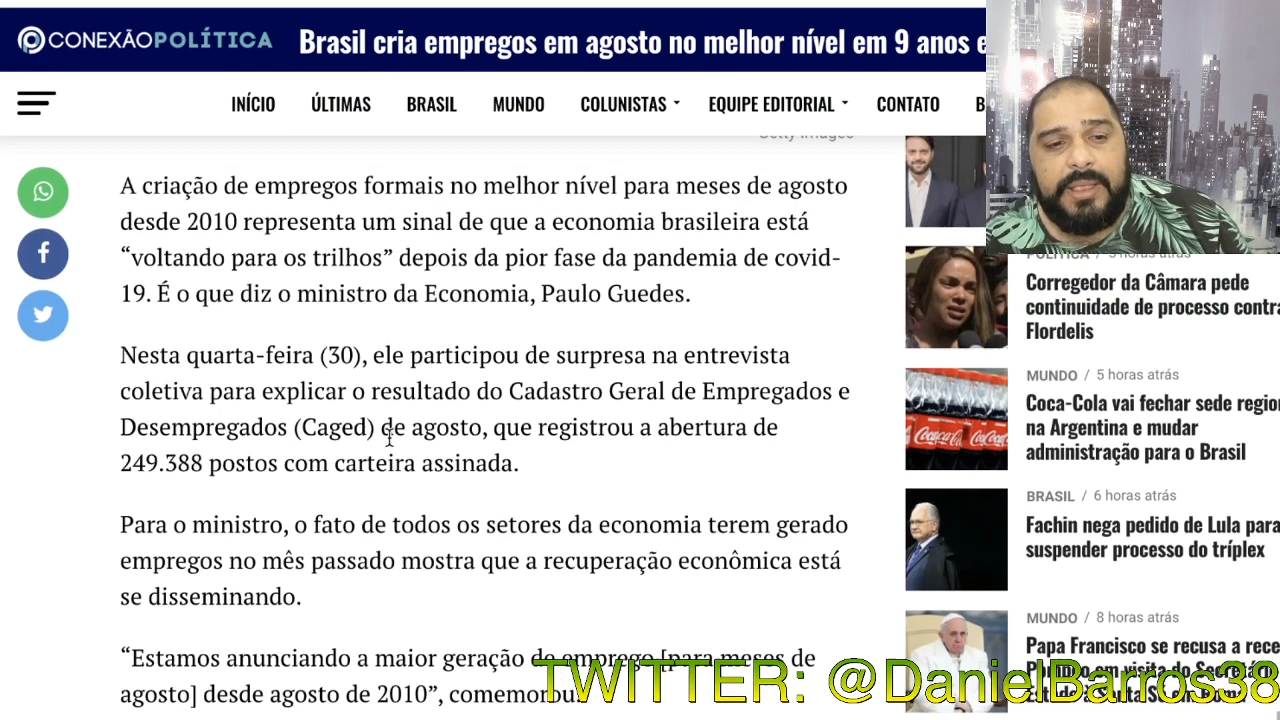 CONEXÃOPOLÍTICA
Brasil cria empregos em agosto no melhor nível em 9 anos e
INÍCIO ÚLTIMAS BRASIL MUNDO COLUNISTAS EQUIPE EDITORIAL CONTATO B
Getty Images
A criação de empregos formais no melhor nível para meses de agosto
desde 2010 representa um sinal de que a economia brasileira está
“voltando para os trilhos” depois da pior fase da pandemia de covid-
19. É o que diz o ministro da Economia, Paulo Guedes.
Nesta quarta-feira (30), ele participou de surpresa na entrevista
coletiva para explicar o resultado do Cadastro Geral de Empregados e
Desempregados (Caged) de agosto, que registrou a abertura de
249.388 postos com carteira assinada.
Para o ministro, o fato de todos os setores da economia terem gerado
empregos no mês passado mostra que a recuperação econômica está
se disseminando.
“Estamos anunciando a maior geração de emprego [para meses de
agosto] desde agosto de 2010”, comemorou.
POLÍTICA / 5 horas atrás
Corregedor da Câmara pede
continuidade de processo contra
Flordelis
MUNDO / 5 horas atrás
Coca-Cola vai fechar sede region
na Argentina e mudar
administração para o Brasil
BRASIL / 6 horas atrás
Fachin nega pedido de Lula para
suspender processo do tríplex
MUNDO / 8 horas atrás
Papa Francisco se recusa a rece
TWITTER: @DanielBarros38